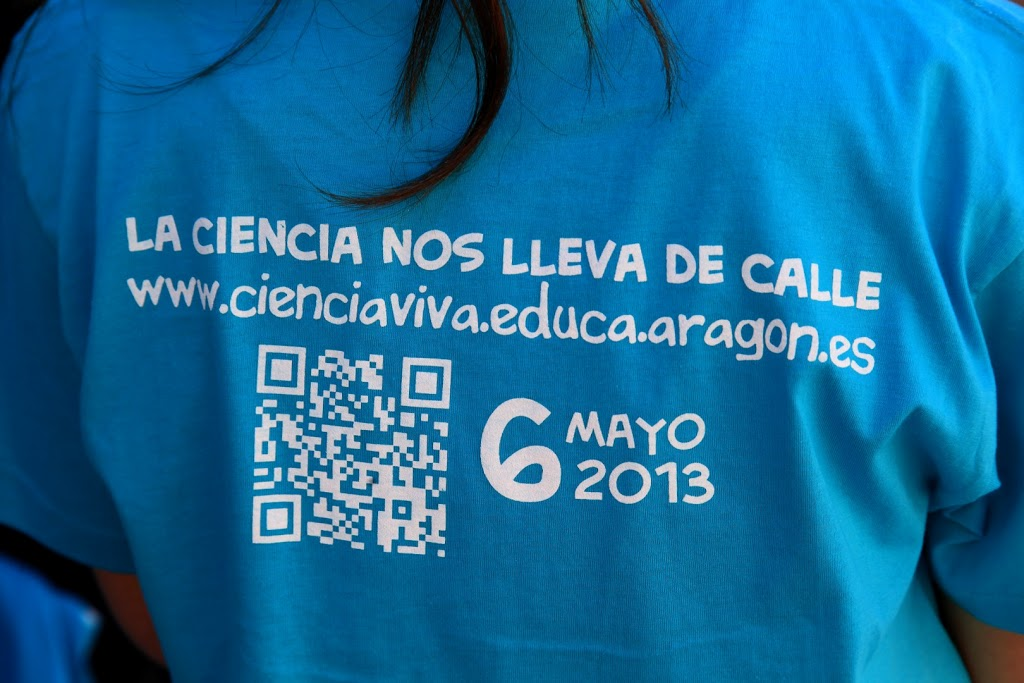 LA CIENCIA NOS LLEVA DE CALLE
www.cienciaviva.educa.aragon.es
6 MAYO
2013